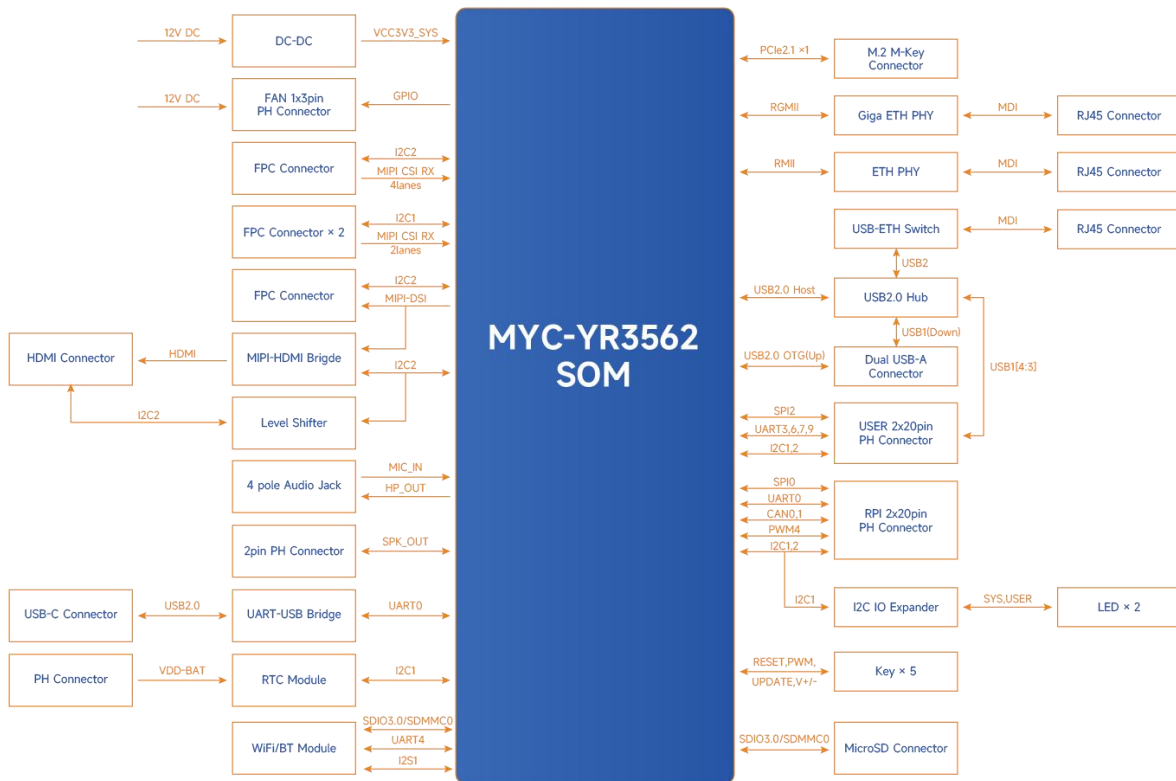 12V DC
DC-DC
VCC3V3_SYS
12V DC
FAN 1x3pin
PH Connector
GPIO
FPC Connector
I2C2
MIPI CSI RX
4lanes
FPC Connector × 2
I2C1
MIPI CSI RX
2lanes
FPC Connector
I2C2
MIPI-DSI
HDMI Connector
HDMI
MIPI-HDMI Brigde
I2C2
I2C2
Level Shifter
4 pole Audio Jack
MIC_IN
HP_OUT
2pin PH Connector
SPK_OUT
USB-C Connector
USB2.0
UART-USB Bridge
UART0
PH Connector
VDD-BAT
RTC Module
I2C1
WiFi/BT Module
SDIO3.0/SDMMC0
UART4
I2S1
MYC-YR3562
SOM
PCIe2.1 ×1
M.2 M-Key
Connector
RGMII
Giga ETH PHY
MDI
RJ45 Connector
RMII
ETH PHY
MDI
RJ45 Connector
USB-ETH Switch
MDI
RJ45 Connector
USB2
USB2.0 Host
USB2.0 Hub
USB1(Down)
USB2.0 OTG(Up)
Dual USB-A
Connector
USB1[4:3]
SPI2
UART3,6,7,9
I2C1,2
USER 2x20pin
PH Connector
SPI0
UART0
CAN0,1
PWM4
I2C1,2
RPI 2x20pin
PH Connector
I2C1
I2C IO Expander
SYS,USER
LED × 2
RESET,PWM,
UPDATE,V+/-
Key × 5
SDIO3.0/SDMMC0
MicroSD Connector